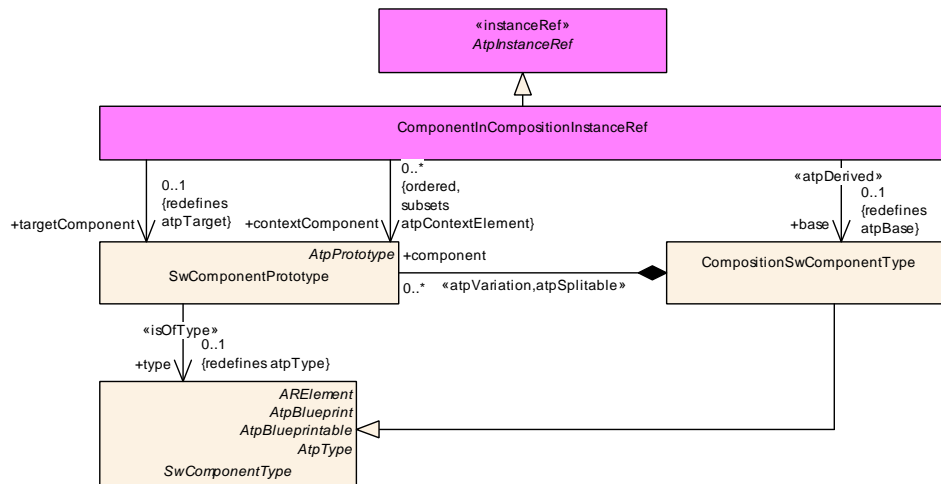 «instanceRef»
AtpInstanceRef
ComponentInCompositionInstanceRef
+targetComponent
0..1
{redefines
atpTarget}
+contextComponent
0..*
{ordered,
subsets
atpContextElement}
«atpDerived»
+base
0..1
{redefines
atpBase}
AtpPrototype
SwComponentPrototype
+component
0..*
«atpVariation,atpSplitable»
CompositionSwComponentType
«isOfType»
+type
0..1
{redefines atpType}
ARElement
AtpBlueprint
AtpBlueprintable
AtpType
SwComponentType